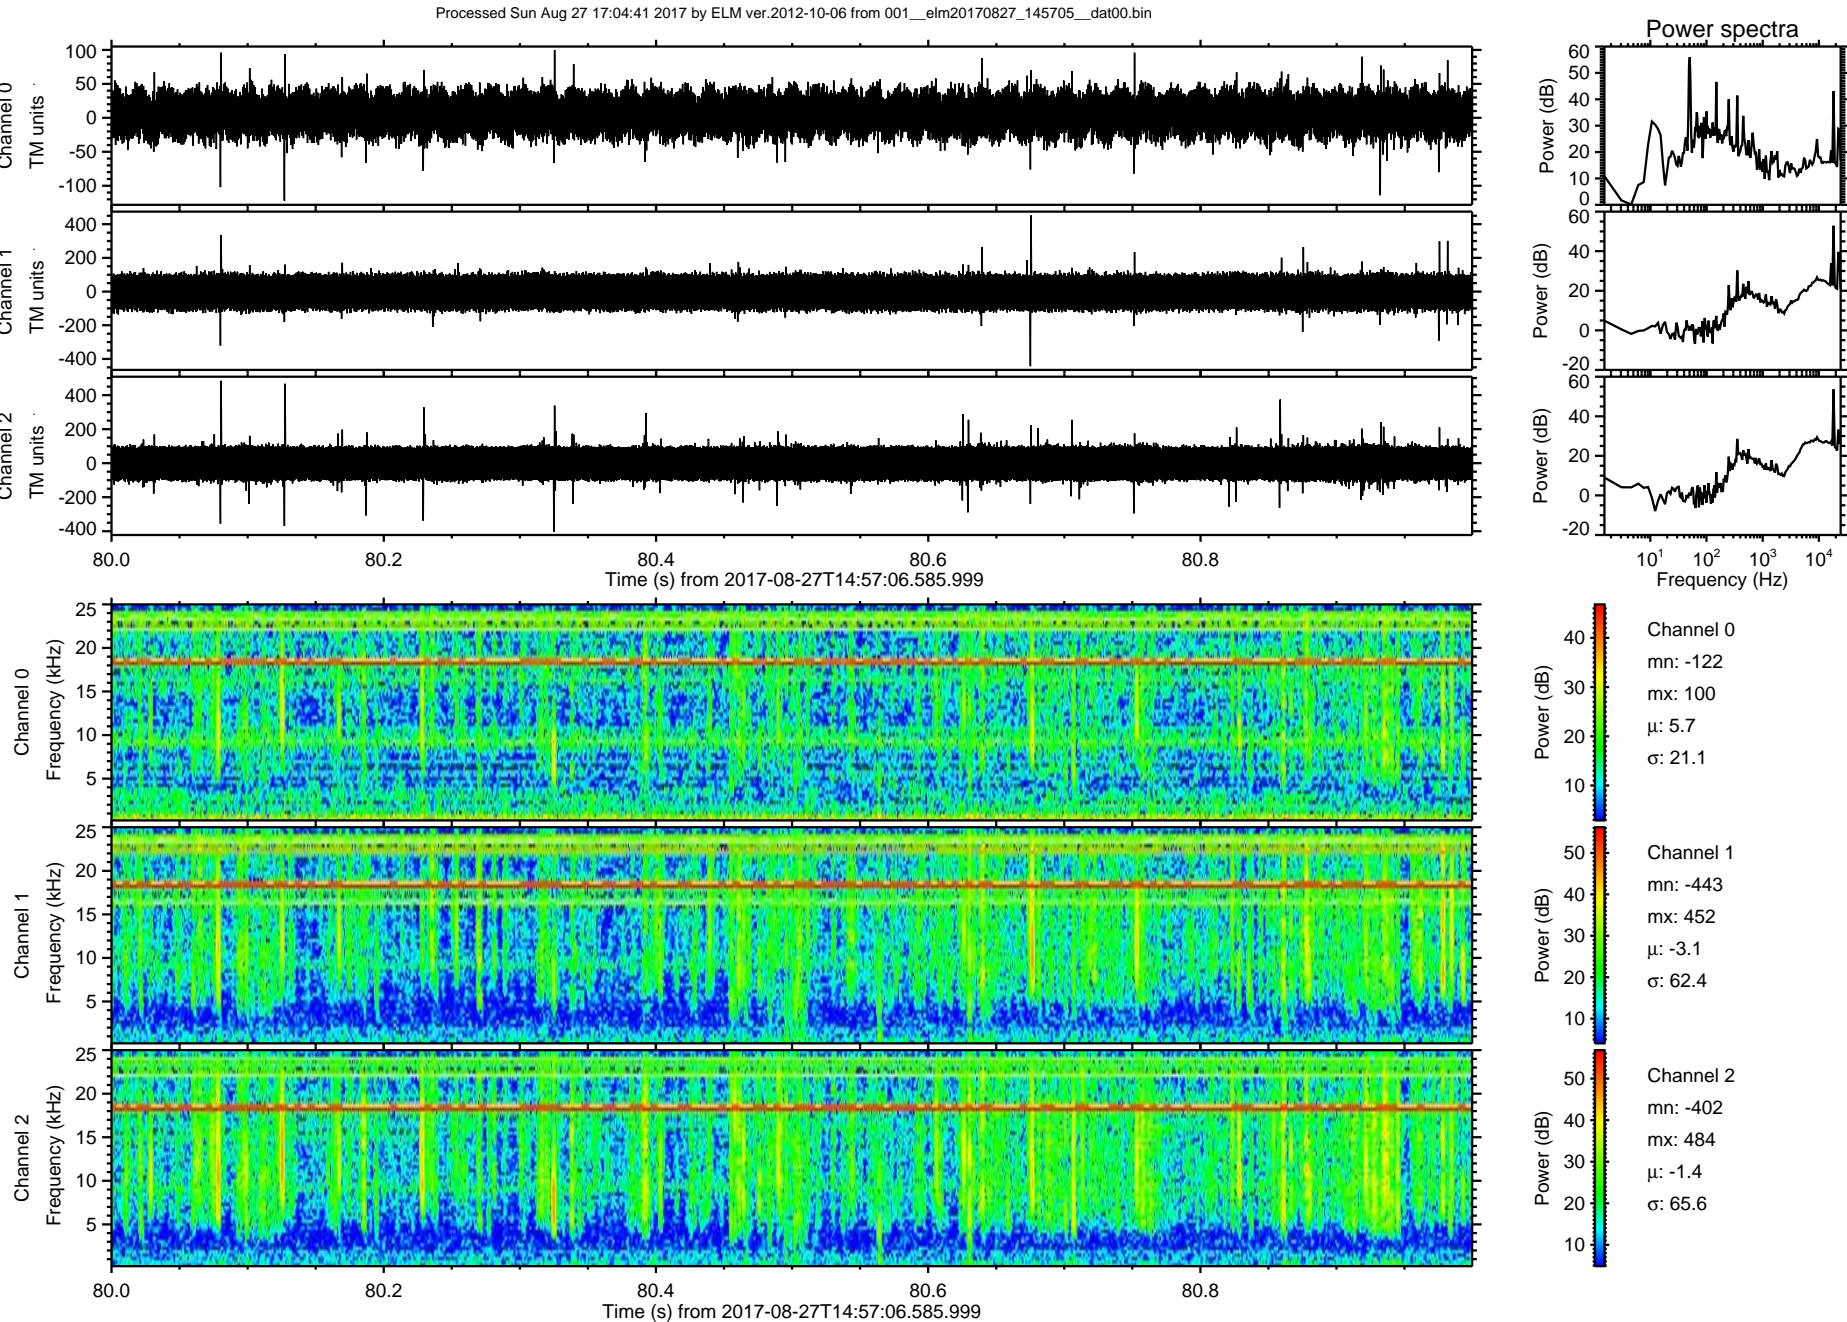 Processed Sun Aug 27 17:04:41 2017 by ELM ver.2012-10-06 from 001__elm20170827_145705__dat00.bin
Power spectra
Channel 0
TM units
100
50
0
-50
-100
Power (dB)
60
50
40
30
20
10
0
Channel 1
TM units
400
200
0
-200
-400
Power (dB)
60
40
20
0
-20
Channel 2
TM units
400
200
0
-200
-400
Power (dB)
60
40
20
0
-20
80.0 80.2 80.4 80.6 80.8
Time (s) from 2017-08-27T14:57:06.585.999
10^1 10^2 10^3 10^4
Frequency (Hz)
Channel 0
Frequency (kHz)
25
20
15
10
5
Power (dB)
40
30
20
10
Channel 0
mn: -122
mx: 100
μ: 5.7
σ: 21.1
Channel 1
Frequency (kHz)
25
20
15
10
5
Power (dB)
50
40
30
20
10
Channel 1
mn: -443
mx: 452
μ: -3.1
σ: 62.4
Channel 2
Frequency (kHz)
25
20
15
10
5
Power (dB)
50
40
30
20
10
Channel 2
mn: -402
mx: 484
μ: -1.4
σ: 65.6
80.0 80.2 80.4 80.6 80.8
Time (s) from 2017-08-27T14:57:06.585.999